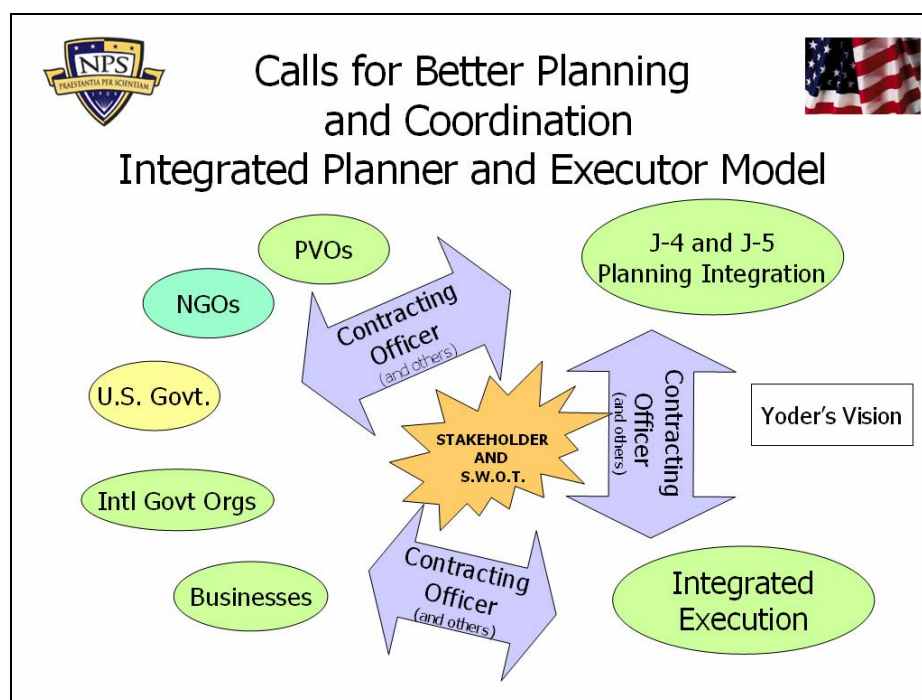 NPS
PRAESTANTIA PER SCIENTIAM
Calls for Better Planning
and Coordination
Integrated Planner and Executor Model
PVOs
NGOs
U.S. Govt.
Intl Govt Orgs
Businesses
Contracting
Officer
(and others)
J-4 and J-5
Planning Integration
Contracting
Officer
(and others)
Yoder's Vision
STAKEHOLDER
AND
S.W.O.T.
Contracting
Officer
(and others)
Integrated
Execution